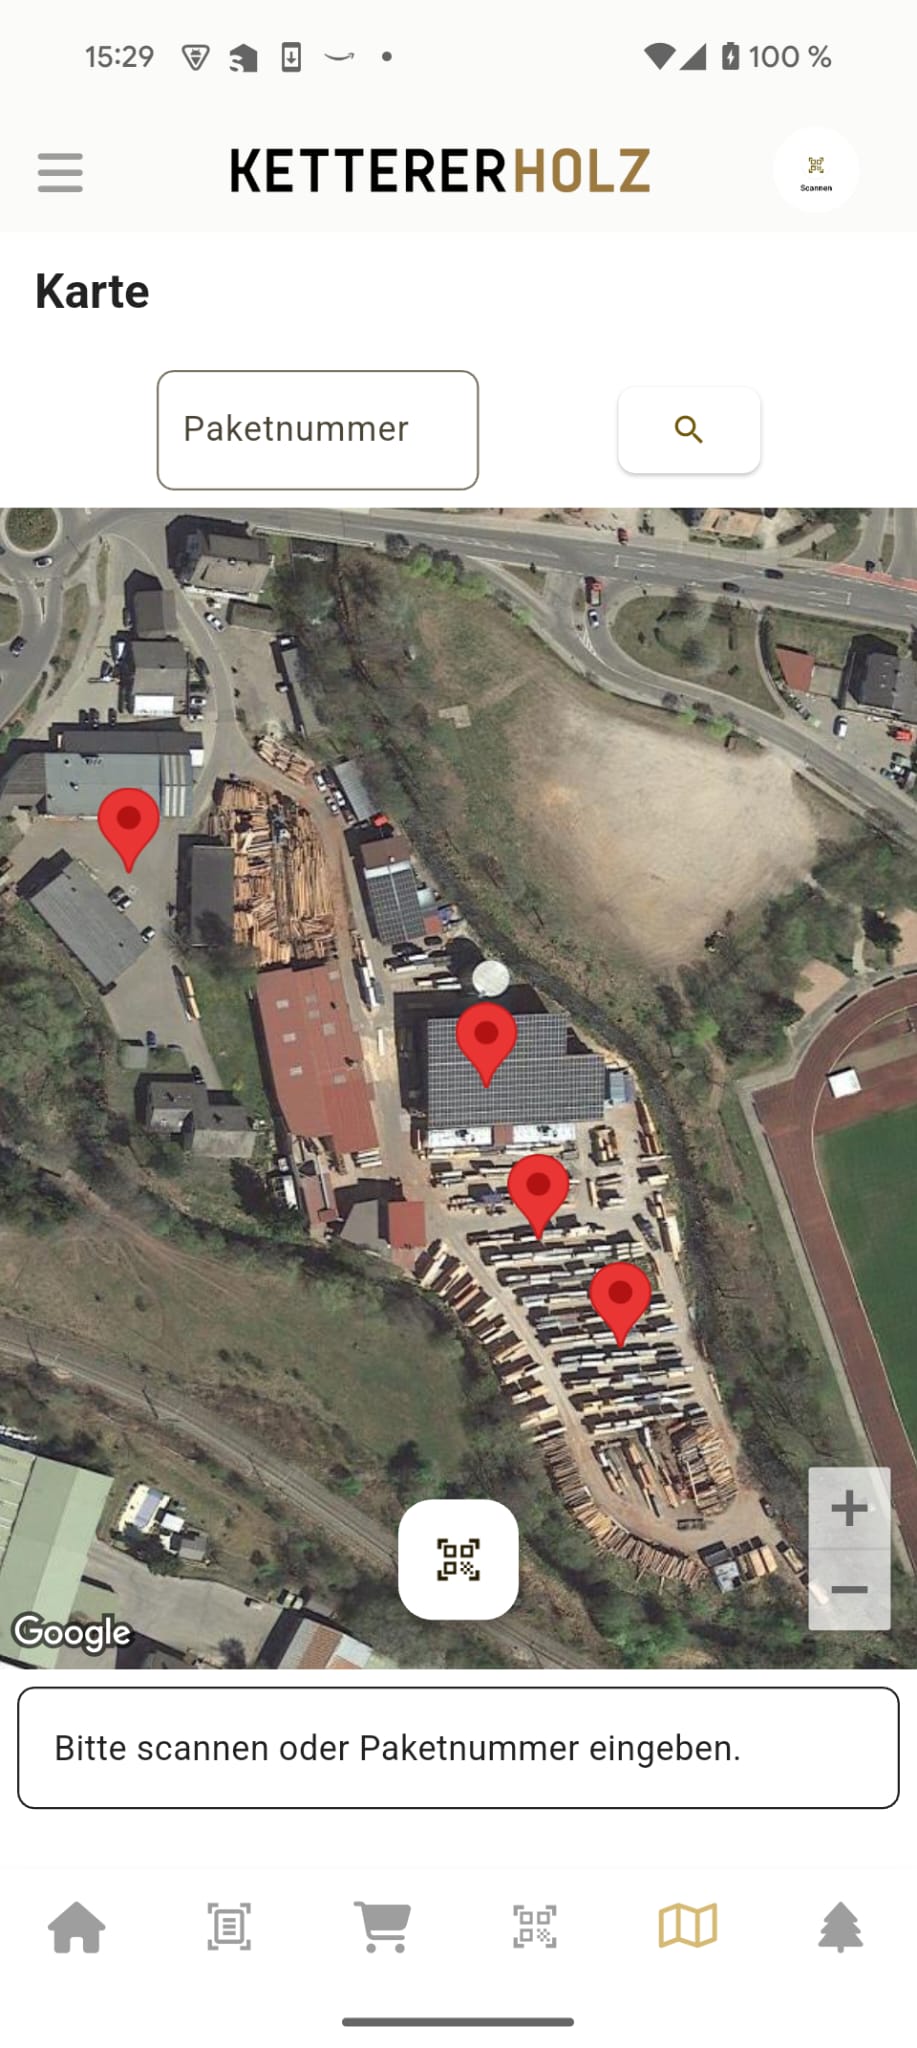 15:29
100 %
KETTERERHOLZ
Scannen
Karte
Paketnummer
Google
Bitte scannen oder Paketnummer eingeben.